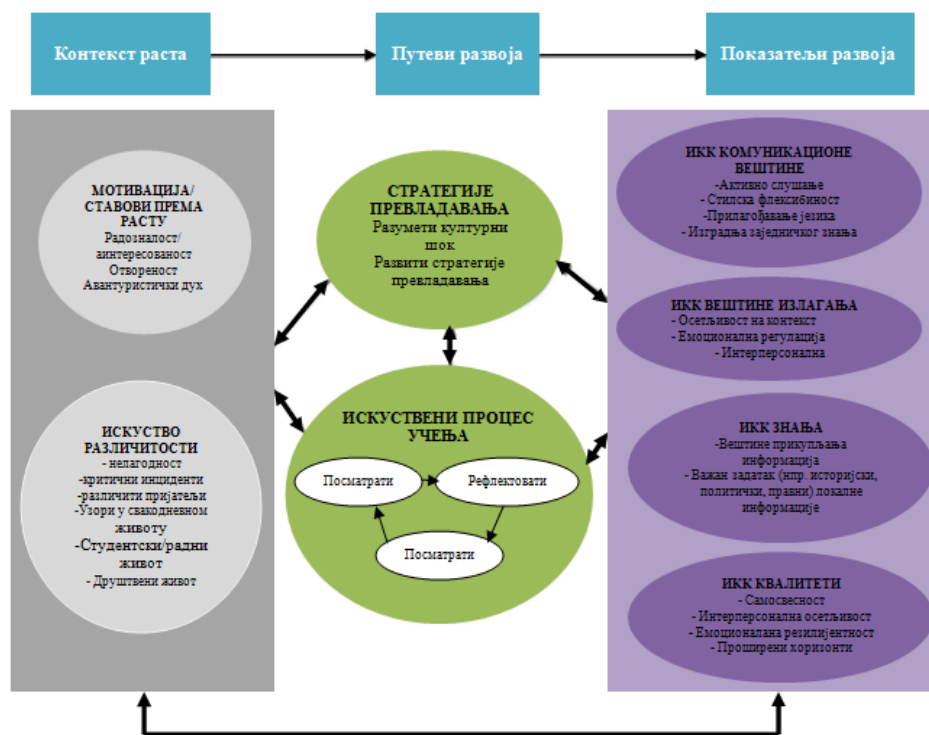 Контекст раста
Путеви развоја
Показатељи развоја
МОТИВАЦИЈА/
СТАВОВИ ПРЕМА
РАСТУ
Радозналост/
аинтересованост
Отвореност
Авантуристички дух
ИСКУСТВО
РАЗЛИЧИТОСТИ
- нелагодност
-критични инциденти
-различити пријатељи
-Узори у свакодневном
животу
-Студентски/радни
живот
- Друштвени живот
СТРАТЕГИЈЕ
ПРЕВЛАДАВАЊА
Разумети културни
шок
Развити стратегије
превладавања
ИСКУСТВЕНИ ПРОЦЕС
УЧЕЊА
Посматрати
Рефлектовати
Посматрати
ИКК КОМУНИКАЦИОНЕ
ВЕШТИНЕ
-Активно слушање
- Стилска флексибиност
-Прилагођавање језика
- Изградња заједничког знања
ИКК ВЕШТИНЕ ИЗЛАГАЊА
- Осетљивост на контекст
- Емоционална регулација
- Интерперсонална
ИКК ЗНАЊА
-Вештине прикупљања
информација
- Важан задатак (нпр. историјски,
политички, правни) локалне
информације
ИКК КВАЛИТЕТИ
- Самосвесност
- Интерперсонална осетљивост
- Емоционалана резилијентност
- Проширени хоризонти